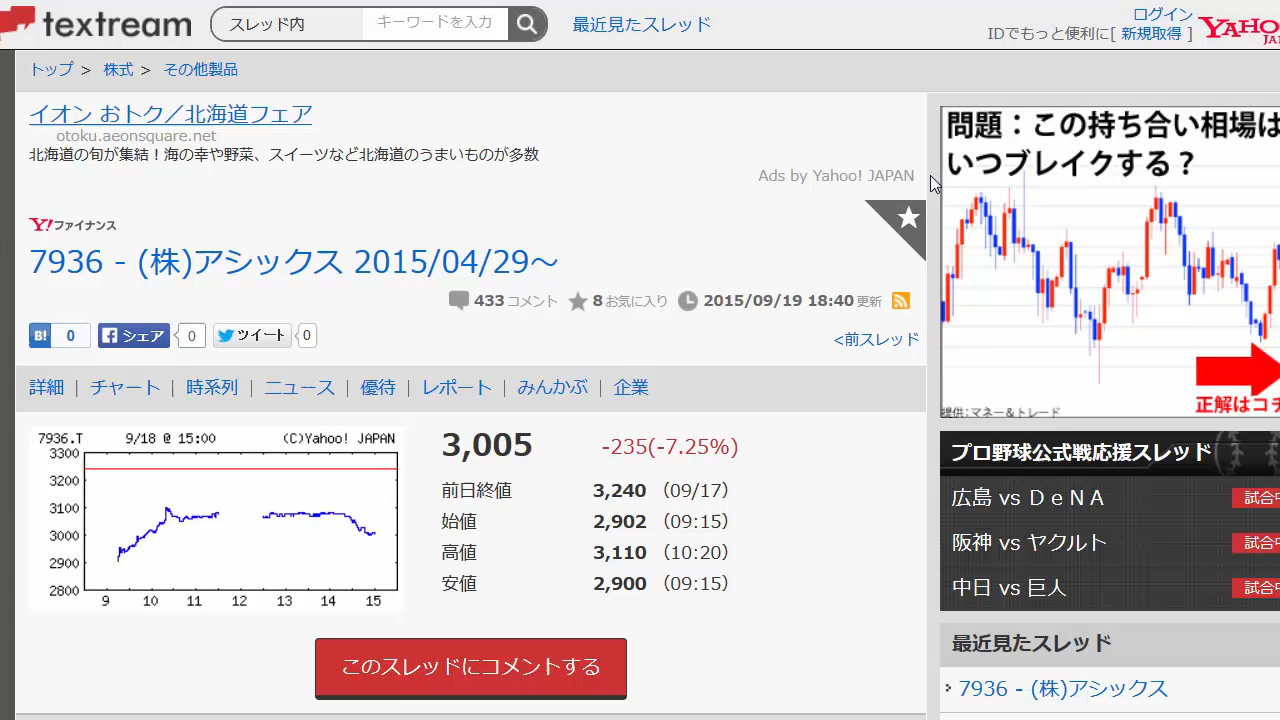 textream
スレッド内
キーワードを入力
最近見たスレッド
ログイン
IDでもっと便利に[ 新規取得 ]
トップ > 株式 > その他製品
イオン おトク／北海道フェア
otoku.aeonsquare.net
北海道の旬が集結！海の幸や野菜、スイーツなど北海道のうまいものが多数
Ads by Yahoo! JAPAN
Y!ファイナンス
7936 - (株)アシックス 2015/04/29～
433コメント 8お気に入り 2015/09/19 18:40更新
B! 0 シェア 0 ツイート 0
<前スレッド
詳細 | チャート | 時系列 | ニュース | 優待 | レポート | みんかぶ | 企業
7936.T 9/18 @ 15:00 (C)Yahoo! JAPAN
3300
3200
3100
3000
2900
2800
9 10 11 12 13 14 15
3,005 -235(-7.25%)
前日終値 3,240 (09/17)
始値 2,902 (09:15)
高値 3,110 (10:20)
安値 2,900 (09:15)
このスレッドにコメントする
問題：この持ち合い相場は
いつブレイクする？
正解はコチ
提供：マネー＆トレード
プロ野球公式戦応援スレッド
広島 vs ＤｅＮＡ 試合中
阪神 vs ヤクルト 試合中
中日 vs 巨人 試合中
最近見たスレッド
7936 - (株)アシックス